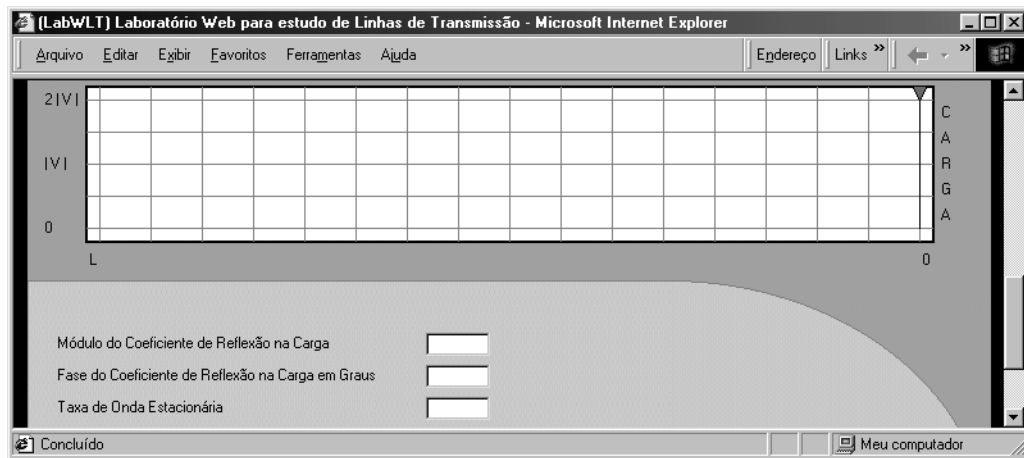 (LabWLT) Laboratório Web para estudo de Linhas de Transmissão - Microsoft Internet Explorer
Arquivo Editar Exibir Favoritos Ferramentas Ajuda Endereço Links »  »
2|V|
|V|
0
L 0
C
A
R
G
A
Módulo do Coeficiente de Reflexão na Carga
Fase do Coeficiente de Reflexão na Carga em Graus
Taxa de Onda Estacionária
Concluído Meu computador